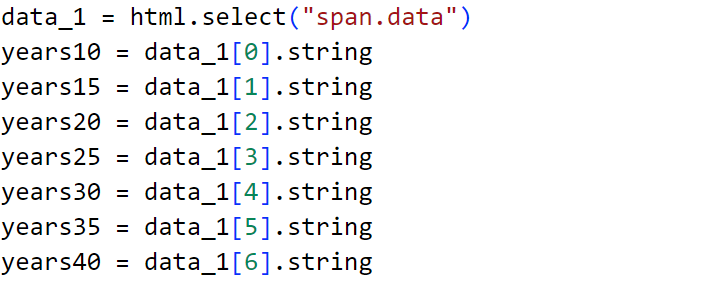 data_1 = html.select("span.data")
years10 = data_1[0].string
years15 = data_1[1].string
years20 = data_1[2].string
years25 = data_1[3].string
years30 = data_1[4].string
years35 = data_1[5].string
years40 = data_1[6].string